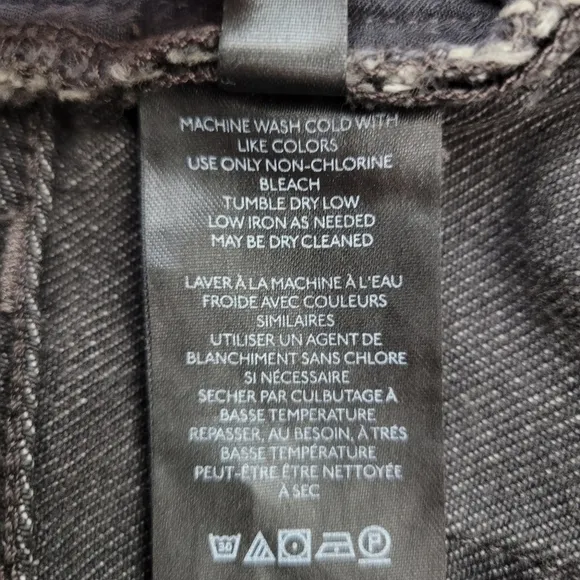 MACHINE WASH COLD WITH
LIKE COLORS
USE ONLY NON-CHLORINE
BLEACH
TUMBLE DRY LOW
LOW IRON AS NEEDED
MAY BE DRY CLEANED
LAVER À LA MACHINE À L'EAU
FROIDE AVEC COULEURS
SIMILAIRES
UTILISER UN AGENT DE
BLANCHIMENT SANS CHLORE
SI NÉCESSAIRE
SECHER PAR CULBUTAGE À
BASSE TEMPERATURE
REPASSER, AU BESOIN, À TRÈS
BASSE TEMPÉRATURE
PEUT-ÊTRE ÊTRE NETTOYÉE
À SEC
30 P